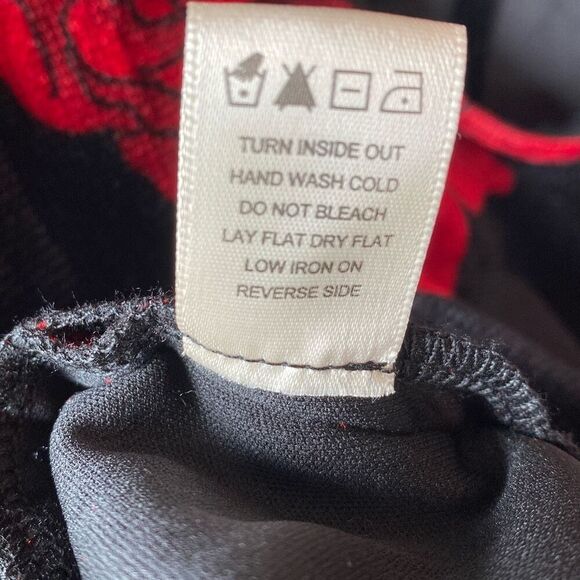 TURN INSIDE OUT
HAND WASH COLD
DO NOT BLEACH
LAY FLAT DRY FLAT
LOW IRON ON
REVERSE SIDE